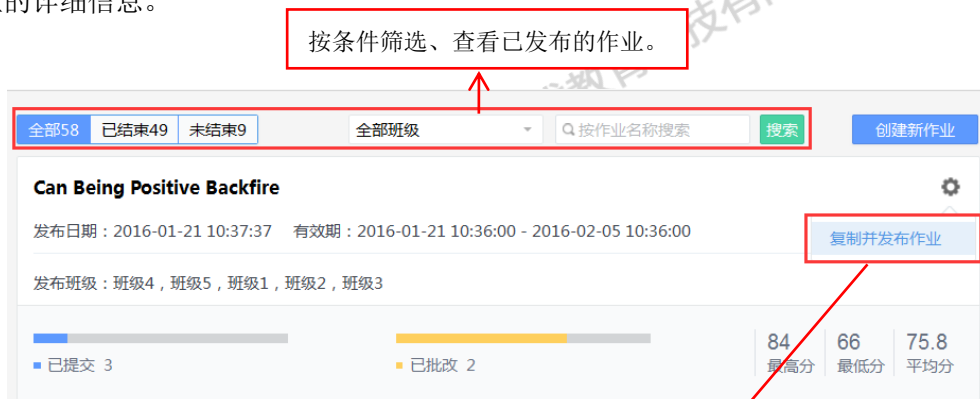 的详细信息。
按条件筛选、查看已发布的作业。
全部58 已结束49 未结束9 全部班级 按作业名称搜索 搜索 创建新作业
Can Being Positive Backfire
发布日期：2016-01-21 10:37:37 有效期：2016-01-21 10:36:00 - 2016-02-05 10:36:00
复制并发布作业
发布班级：班级4，班级5，班级1，班级2，班级3
84 66 75.8
已提交 3 已批改 2 最高分 最低分 平均分